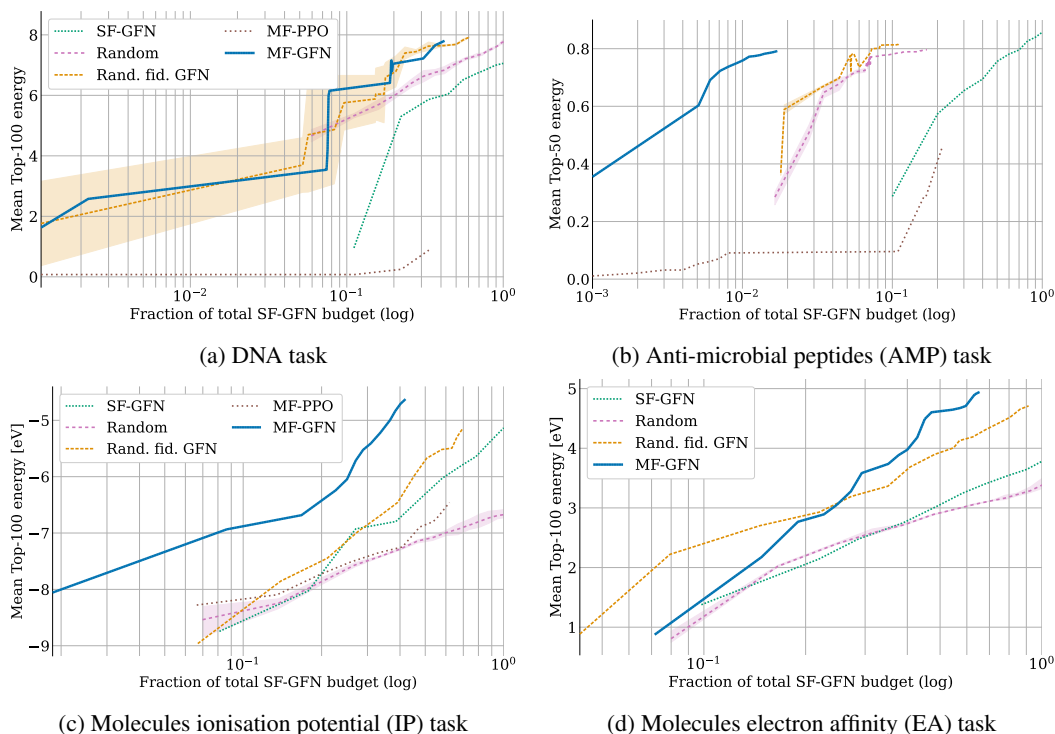 SF-GFN
Random
Rand. fid. GFN
MF-PPO
MF-GFN
Mean Top-100 energy
8
6
4
2
0
10⁻²
10⁻¹
10⁰
Fraction of total SF-GFN budget (log)
(a) DNA task
Mean Top-50 energy
0.8
0.6
0.4
0.2
0.0
10⁻³
10⁻²
10⁻¹
10⁰
Fraction of total SF-GFN budget (log)
(b) Anti-microbial peptides (AMP) task
SF-GFN
Random
Rand. fid. GFN
MF-PPO
MF-GFN
Mean Top-100 energy [eV]
−5
−6
−7
−8
−9
10⁻¹
10⁰
Fraction of total SF-GFN budget (log)
(c) Molecules ionisation potential (IP) task
SF-GFN
Random
Rand. fid. GFN
MF-GFN
Mean Top-100 energy [eV]
5
4
3
2
1
10⁻¹
10⁰
Fraction of total SF-GFN budget (log)
(d) Molecules electron affinity (EA) task